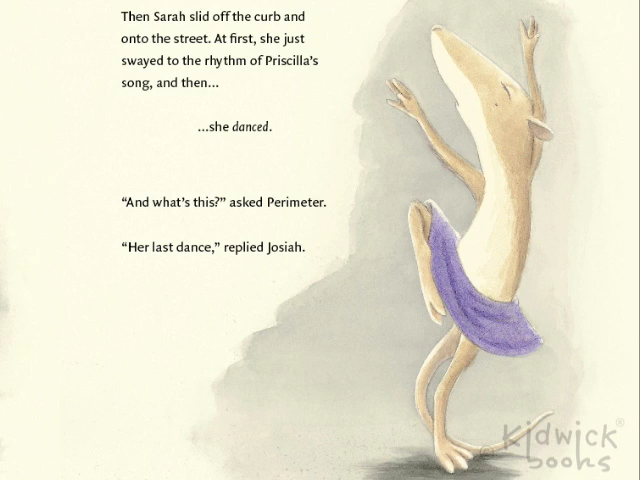 Then Sarah slid off the curb and
onto the street. At first, she just
swayed to the rhythm of Priscilla’s
song, and then...
...she danced.
“And what’s this?” asked Perimeter.
“Her last dance,” replied Josiah.
Kidwick®
books